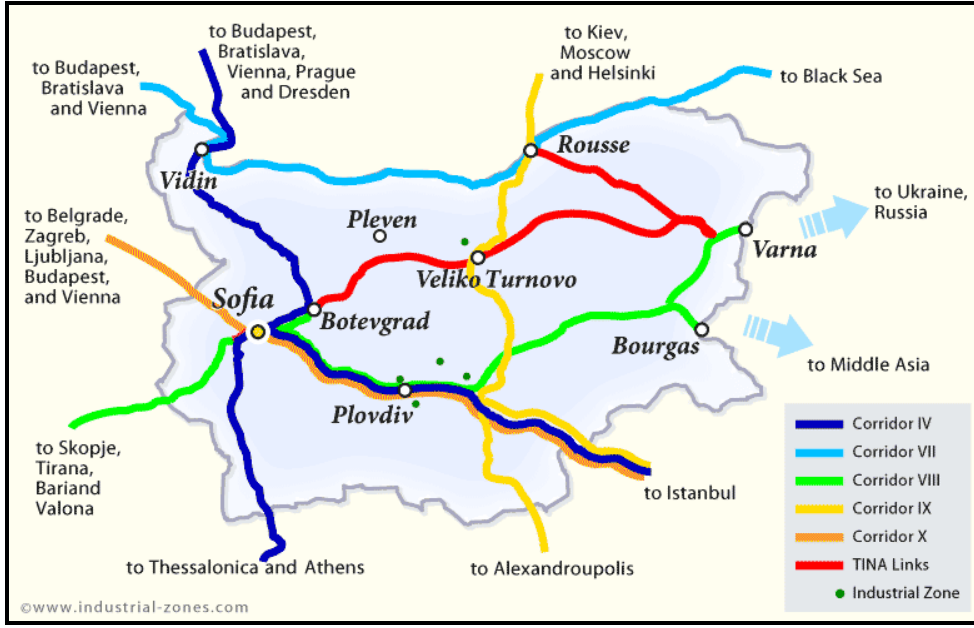 to Budapest,
Bratislava,
Vienna, Prague
and Dresden
to Kiev,
Moscow
and Helsinki
to Budapest,
Bratislava
and Vienna
to Black Sea
Rousse
Vidin
to Ukraine,
Russia
to Belgrade,
Zagreb,
Ljubljana,
Budapest,
and Vienna
Pleven
Varna
Veliko Turnovo
Sofia
Botevgrad
Bourgas
to Middle Asia
Plovdiv
to Skopje,
Tirana,
Bariand
Valona
to Istanbul
to Thessalonica and Athens
to Alexandroupolis
Corridor IV
Corridor VII
Corridor VIII
Corridor IX
Corridor X
TINA Links
Industrial Zone
©www.industrial-zones.com